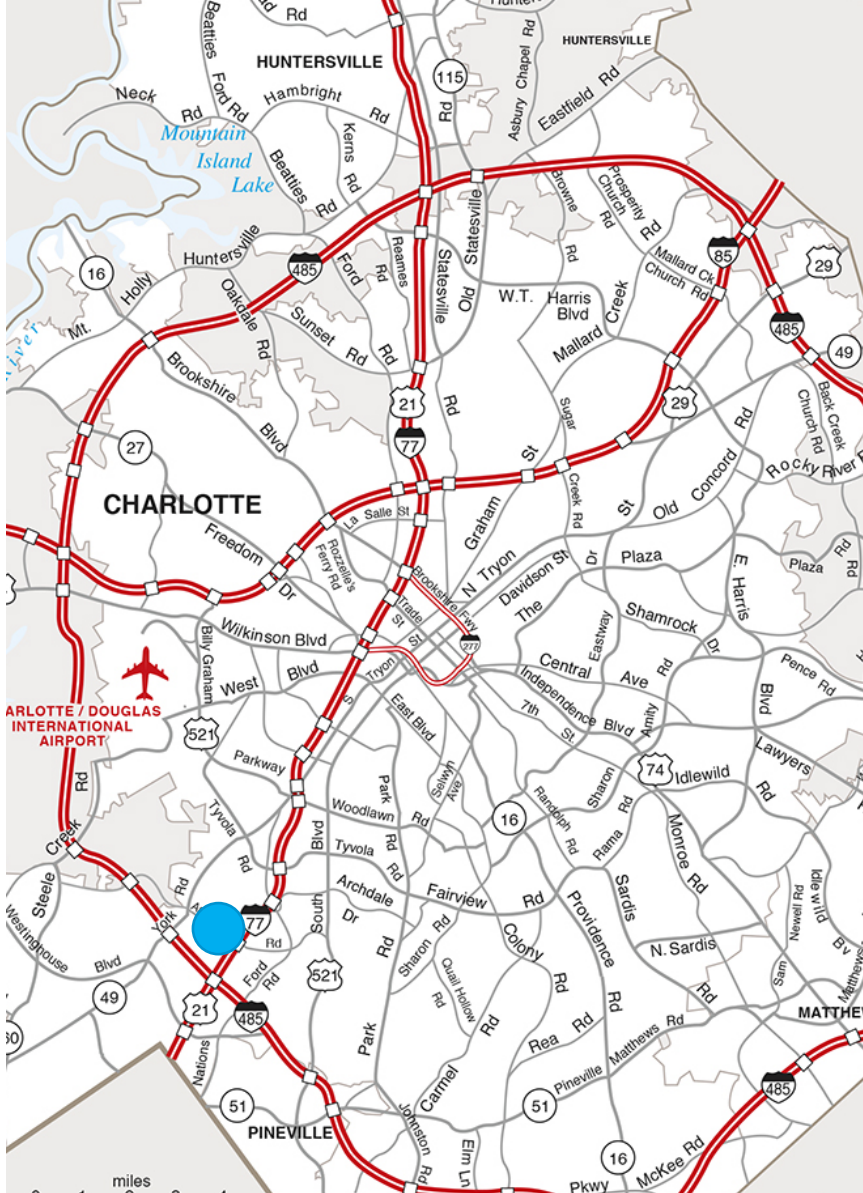 Rd
Hunters
HUNTERSVILLE
HUNTERSVILLE
Beatties
Ford Rd
115
Rd
Asbury Chapel Rd
Eastfield Rd
Neck
Rd
Hambright
Rd
Kerns
Rd
Mountain
Island
Lake
Beatties
Rd
Browne
Rd
Prosperity
Church
Rd
Rd
Huntersville
Holly
Mt.
16
485
Ford
Rd
Rd
Reames
Statesville
Old
Statesville
85
Mallard Ck
Church Rd
29
W.T.
Harris
Blvd
Mallard
Creek
485
49
River
Oakdale
Rd
Sunset
Rd
Brookshire
Blvd
21
77
Rd
29
Sugar
Creek Rd
Back Creek
Church Rd
Rocky River
Rd
27
CHARLOTTE
Freedom
Dr
La Salle St
Rozzelle's
Ferry Rd
Graham
St
Old
Concord
Rd
St
N Tryon
Davidson St
The
Dr
Plaza
Plaza
Rd
Rd
E. Harris
Blvd
Brookshire Fwy
Trade
St
St
Tryon
S
277
Shamrock
Dr
Eastway
Central
Ave
Rd
Amity
Independence
Blvd
7th
St.
Pence Rd
Lawyers
Wilkinson Blvd
Billy Graham
West
Blvd
521
ARLOTTE / DOUGLAS
INTERNATIONAL
AIRPORT
Parkway
East Blvd
Selwyn
Ave
Park
Rd
Woodlawn
Rd
16
Randolph
Rd
Sharon
Rama
Rd
74
Idlewild
Rd
Monroe
Rd
Rd
Creek
Steele
Tyvola
Rd
Blvd
Tyvola
Rd
South
Archdale
Dr
Fairview
Rd
Sardis
Rd
Idlewild
Newell Rd
Sam
Bv
Matthews
Westinghouse
Blvd
York
Rd
77
Rd
Ford
Rd
521
Rd
Park
Sharon
Rd
Quail Hollow
Rd
Colony
Rd
Providence
Rd
N. Sardis
49
21
485
Nations
Rea
Rd
Carmel
Rd
Pineville
Matthews
Rd
MATTHEW
485
51
PINEVILLE
51
Johnston
Rd
Elm Ln
16
Pkwy
McKee Rd
miles